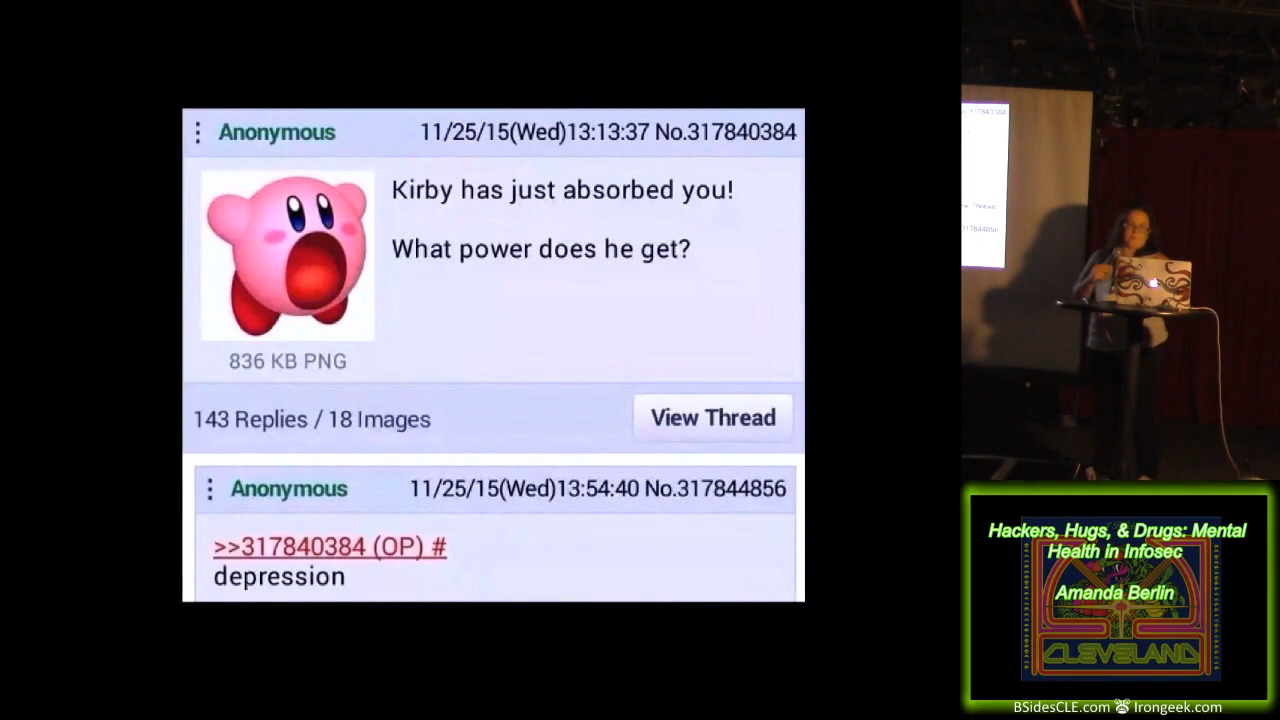 Anonymous 11/25/15(Wed)13:13:37 No.317840384
Kirby has just absorbed you!
What power does he get?
836 KB PNG
143 Replies / 18 Images
View Thread
Anonymous 11/25/15(Wed)13:54:40 No.317844856
>>317840384 (OP) #
depression
Hackers, Hugs, & Drugs: Mental
Health in Infosec
Amanda Berlin
CLEVELAND
BSidesCLE.com Irongeek.com